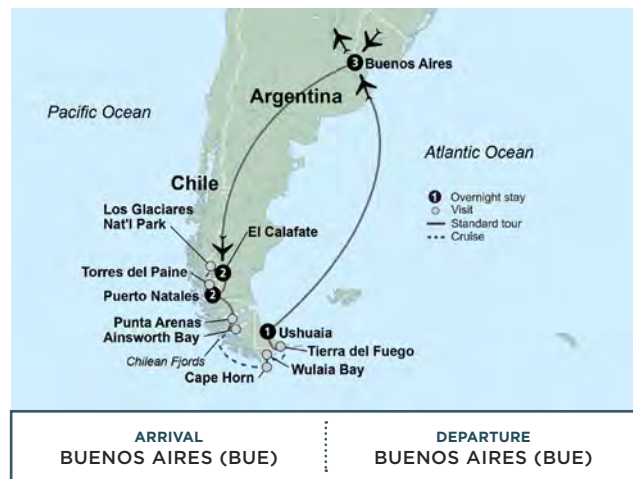 3 Buenos Aires
Argentina
Pacific Ocean
Atlantic Ocean
Chile
1 Overnight stay
Visit
Standard tour
Cruise
Los Glaciares
Nat'l Park
El Calafate
2
Torres del Paine
Puerto Natales 2
Punta Arenas
Ainsworth Bay
1 Ushuaia
Chilean Fjords
Tierra del Fuego
Wulaia Bay
Cape Horn
ARRIVAL
BUENOS AIRES (BUE)
DEPARTURE
BUENOS AIRES (BUE)